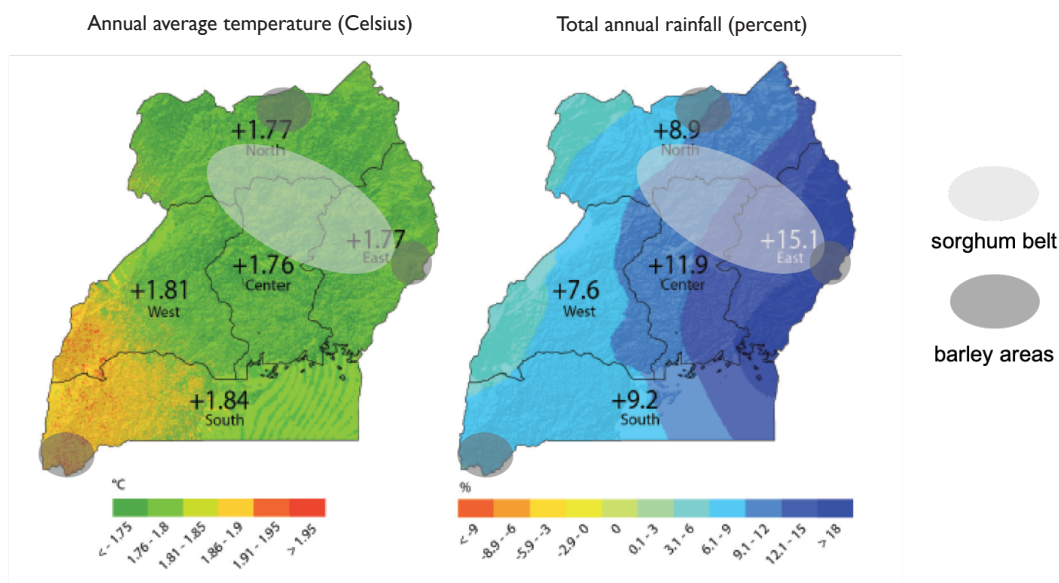 Annual average temperature (Celsius)
Total annual rainfall (percent)
+1.77
North
+1.77
East
+1.76
Center
+1.81
West
+1.84
South
+8.9
North
+15.1
East
+11.9
Center
+7.6
West
+9.2
South
sorghum belt
barley areas
°C
< - 1.75
1.76 - 1.8
1.81 - 1.85
1.86 - 1.9
1.91 - 1.95
> 1.95
%
< -9
-8.9 - -6
-5.9 - -3
-2.9 - 0
0
0.1 - 3
3.1 - 6
6.1 - 9
9.1 - 12
12.1 - 15
> 18